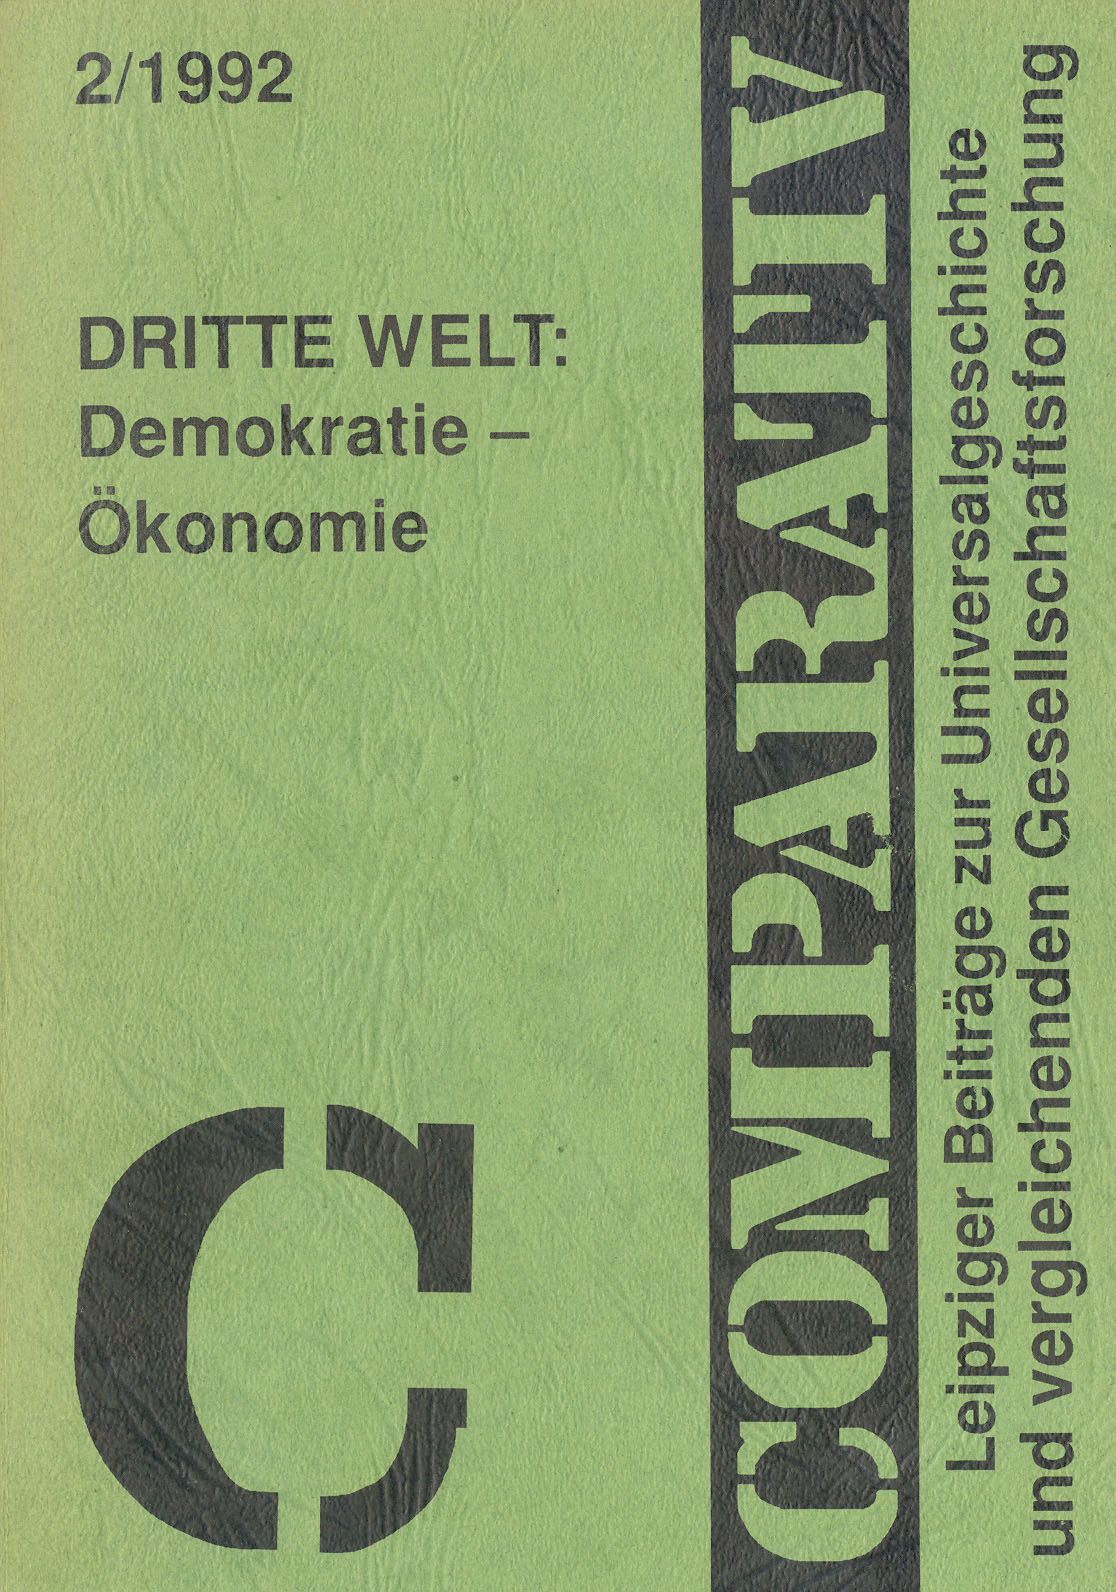 2/1992
DRITTE WELT:
Demokratie –
Ökonomie
C
COMPARATIV
Leipziger Beiträge zur Universalgeschichte
und vergleichenden Gesellschaftsforschung